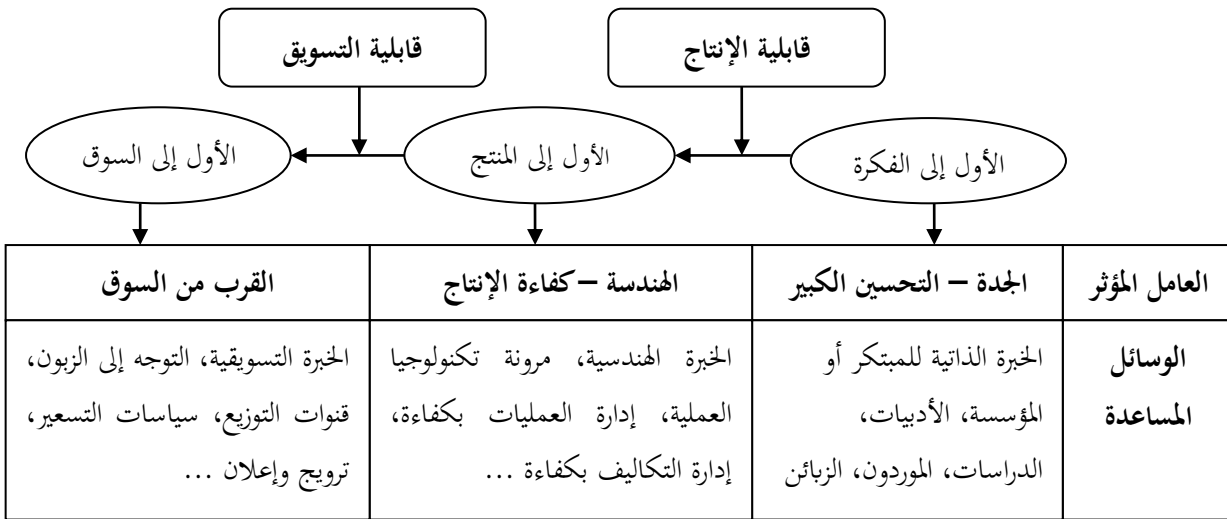 قابلية الإنتاج
قابلية التسويق
الأول إلى الفكرة
الأول إلى المنتج
الأول إلى السوق
العامل المؤثر
الجدة – التحسين الكبير
الهندسة – كفاءة الإنتاج
القرب من السوق
الوسائل
المساعدة
الخبرة الذاتية للمبتكر أو
المؤسسة، الأدبيات،
الدراسات، الموردون، الزبائن
الخبرة الهندسية، مرونة تكنولوجيا
العملية، إدارة العمليات بكفاءة،
إدارة التكاليف بكفاءة ...
الخبرة التسويقية، التوجه إلى الزبون،
قنوات التوزيع، سياسات التسعير،
ترويج وإعلان ...